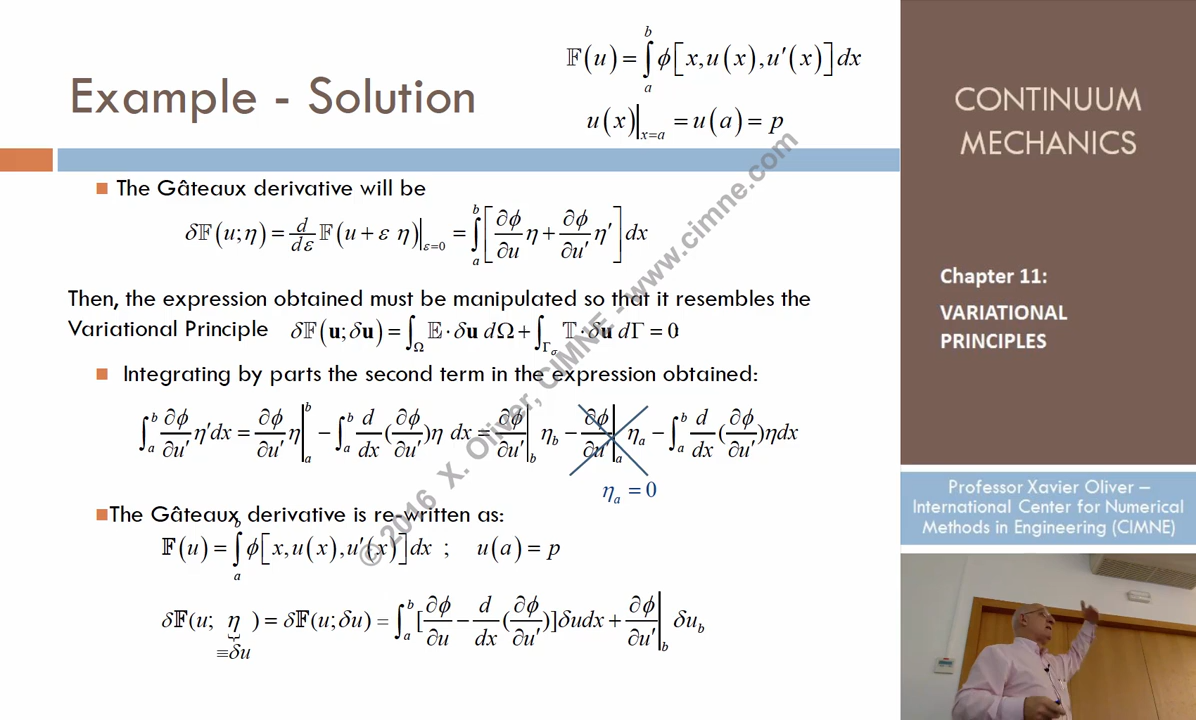 Example - Solution
𝔽(u) = ∫_a^b ϕ[x, u(x), u′(x)]dx
u(x)|_{x=a} = u(a) = p
■ The Gâteaux derivative will be
δ𝔽(u;η) = d/dε 𝔽(u + ε η)|_{ε=0} = ∫_a^b [∂ϕ/∂u η + ∂ϕ/∂u′ η′] dx
Then, the expression obtained must be manipulated so that it resembles the
Variational Principle δ𝔽(u;δu) = ∫_Ω 𝔼·δu dΩ + ∫_{Γ_σ} 𝕋·δu dΓ = 0
■ Integrating by parts the second term in the expression obtained:
∫_a^b ∂ϕ/∂u′ η′dx = ∂ϕ/∂u′ η|_a^b − ∫_a^b d/dx(∂ϕ/∂u′)η dx = ∂ϕ/∂u′|_b η_b − ∂ϕ/∂u′|_a η_a − ∫_a^b d/dx(∂ϕ/∂u′)ηdx
η_a = 0
■The Gâteaux derivative is re-written as:
𝔽(u) = ∫_a^b ϕ[x, u(x), u′(x)]dx ; u(a) = p
δ𝔽(u; η) = δ𝔽(u;δu) = ∫_a^b [∂ϕ/∂u − d/dx(∂ϕ/∂u′)]δudx + ∂ϕ/∂u′|_b δu_b
≡δu
© 2016 X. Oliver, CIMNE - www.cimne.com
CONTINUUM
MECHANICS
Chapter 11:
VARIATIONAL
PRINCIPLES
Professor Xavier Oliver –
International Center for Numerical
Methods in Engineering (CIMNE)